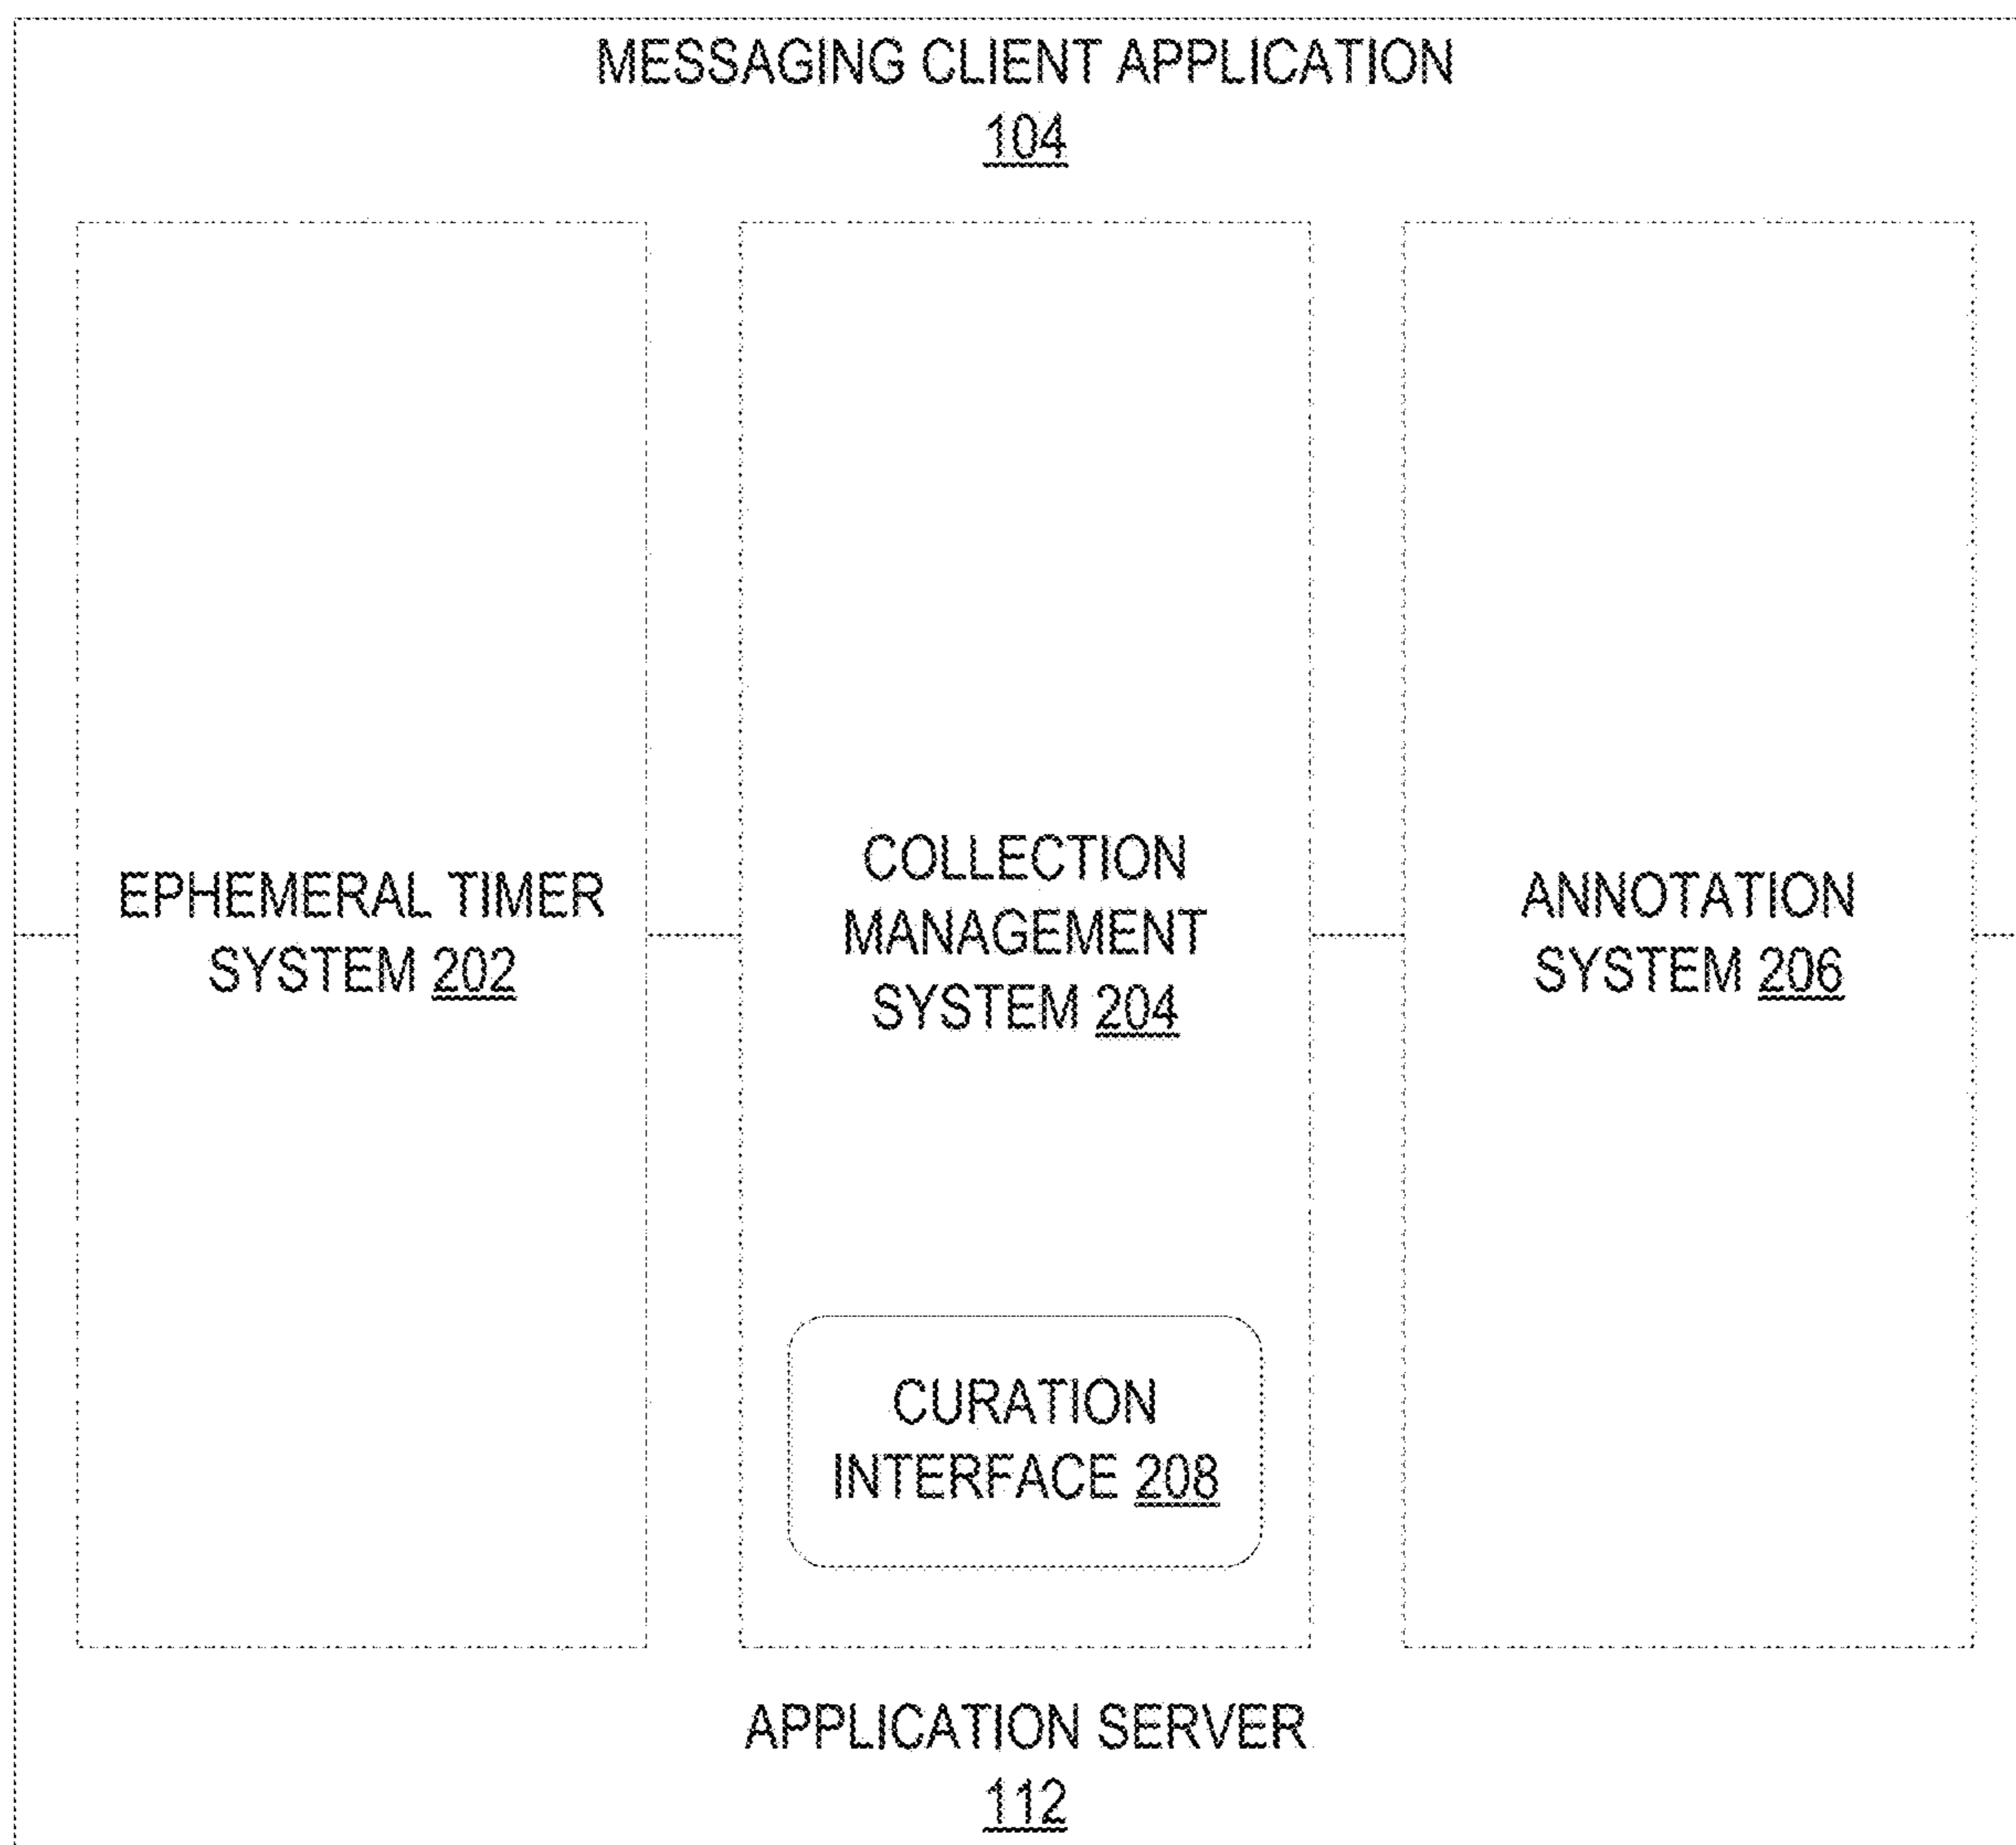 MESSAGING CLIENT APPLICATION
104
EPHEMERAL TIMER
SYSTEM 202
COLLECTION
MANAGEMENT
SYSTEM 204
CURATION
INTERFACE 208
ANNOTATION
SYSTEM 206
APPLICATION SERVER
112